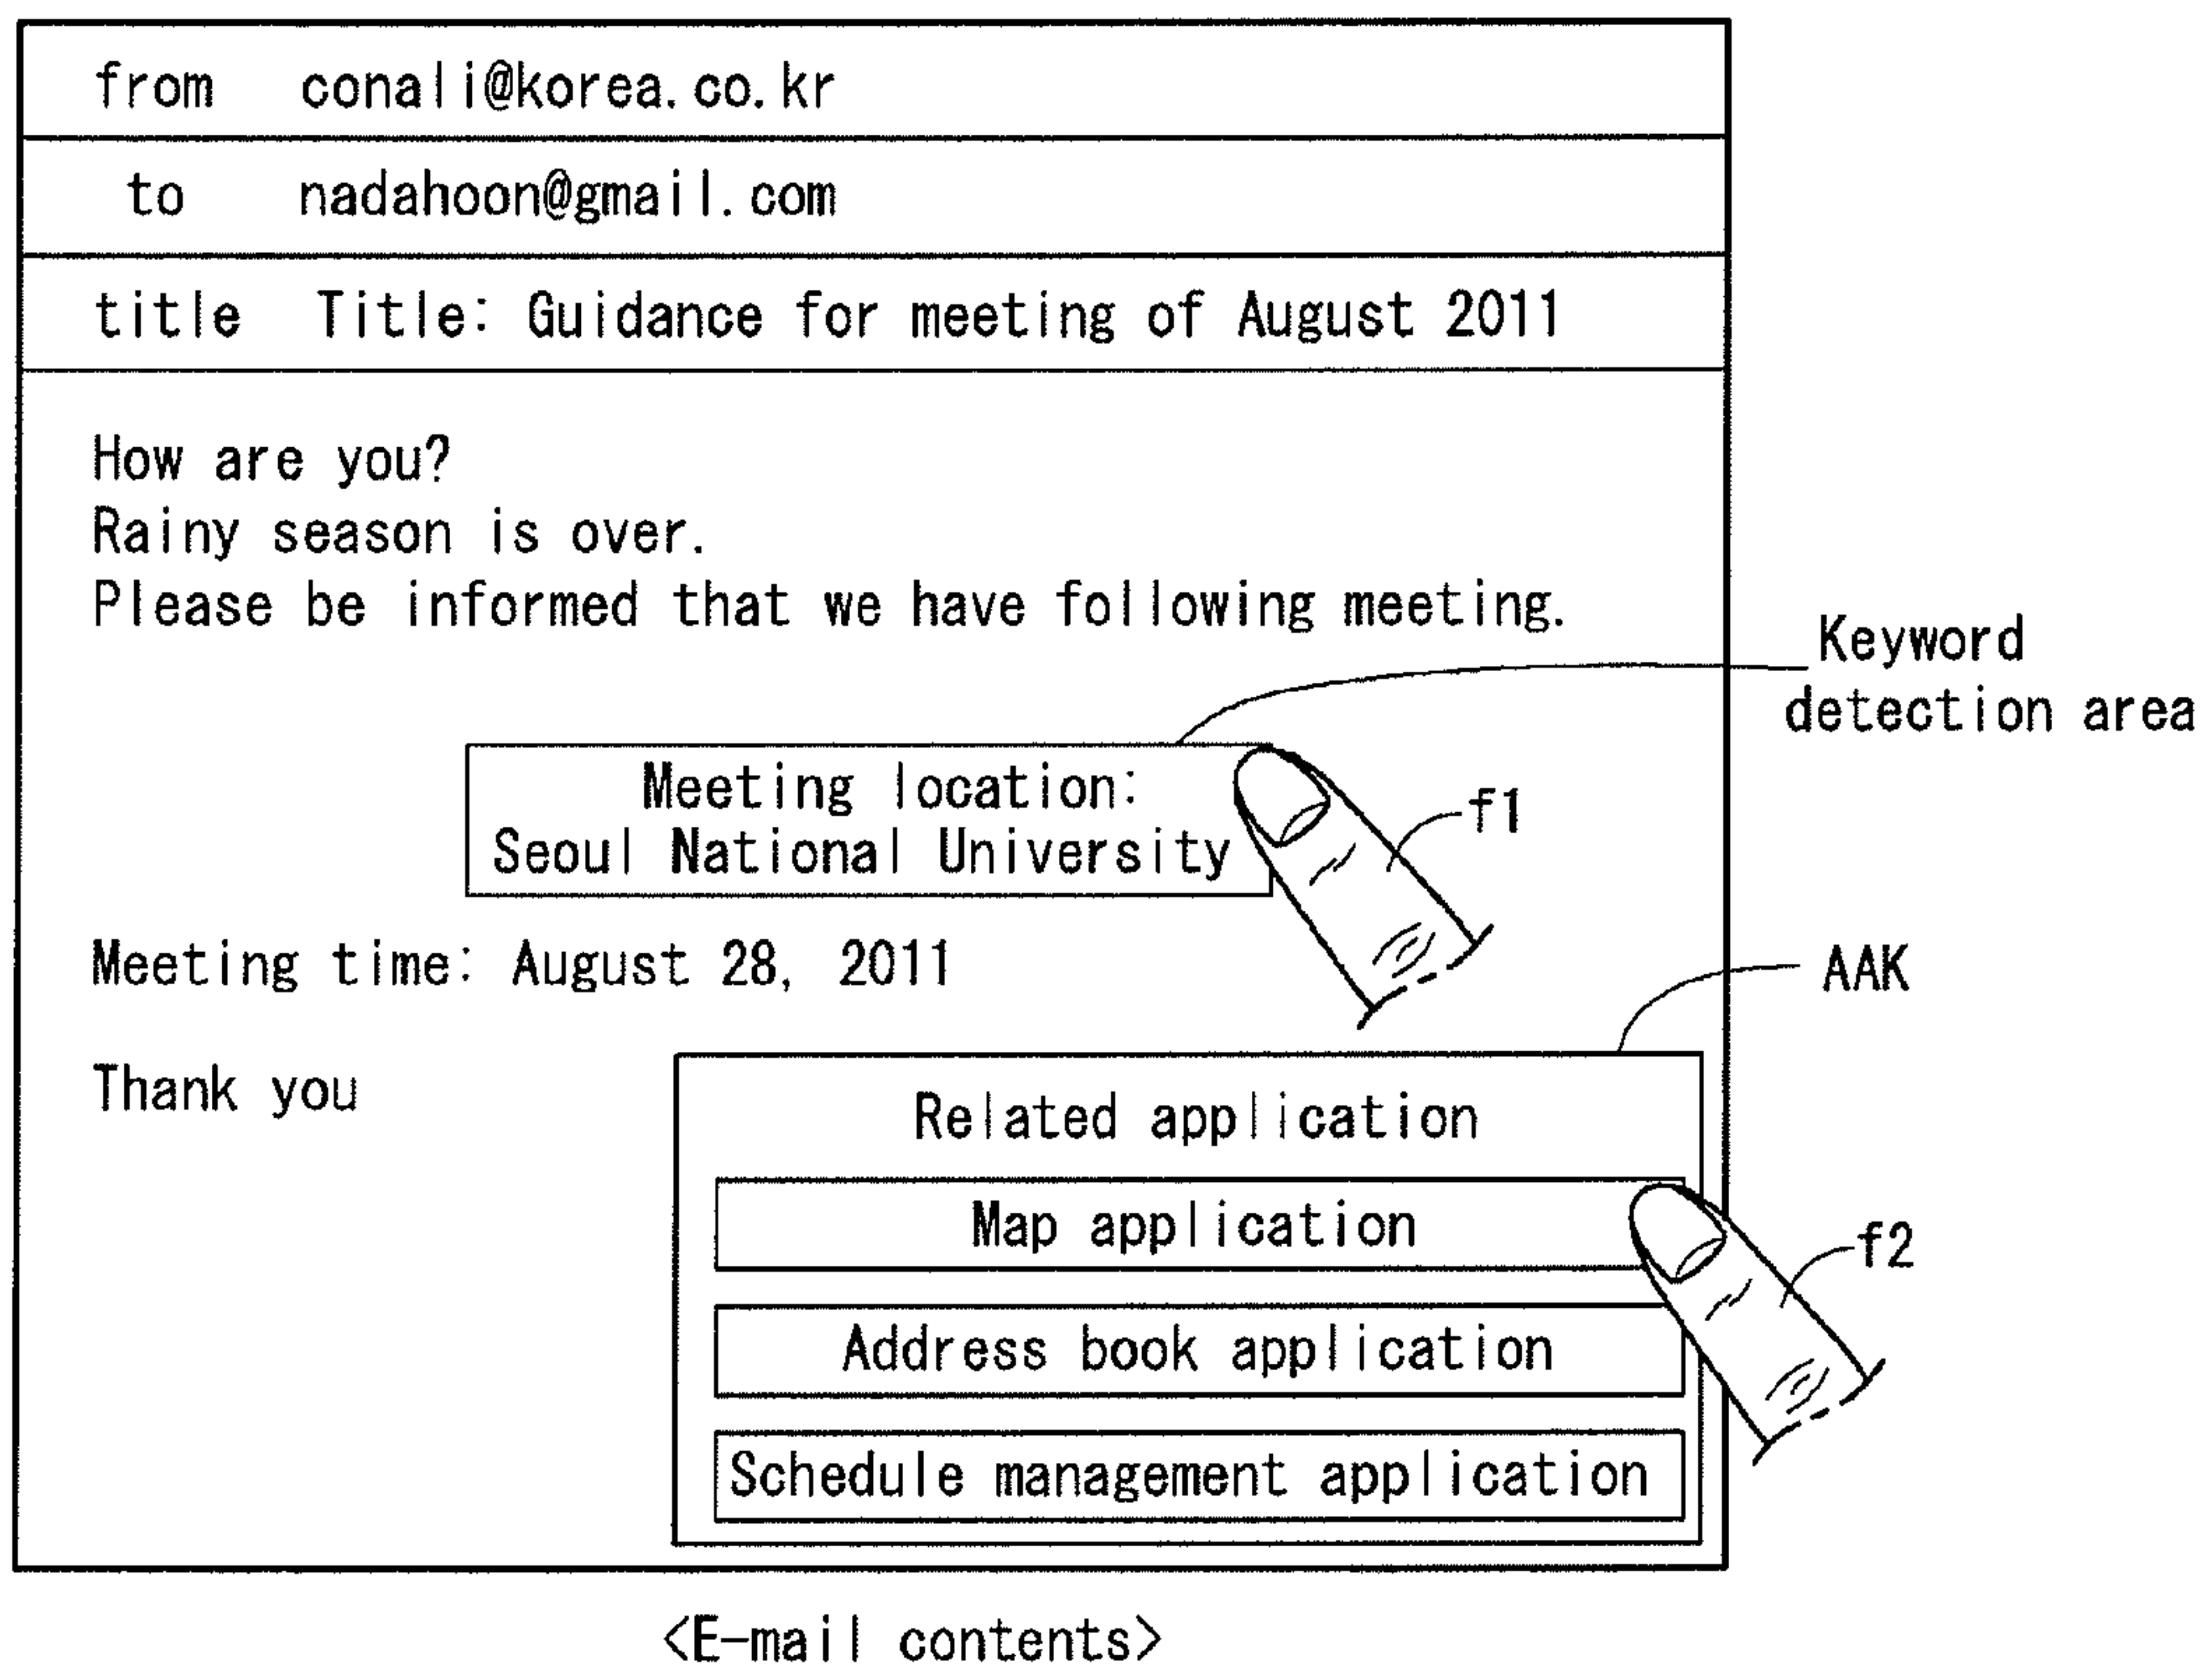 from conali@korea.co.kr
to nadahoon@gmail.com
title Title: Guidance for meeting of August 2011
How are you?
Rainy season is over.
Please be informed that we have following meeting.
Keyword
detection area
Meeting location:
Seoul National University
f1
Meeting time: August 28, 2011
AAK
Thank you
Related application
Map application
f2
Address book application
Schedule management application
<E-mail contents>